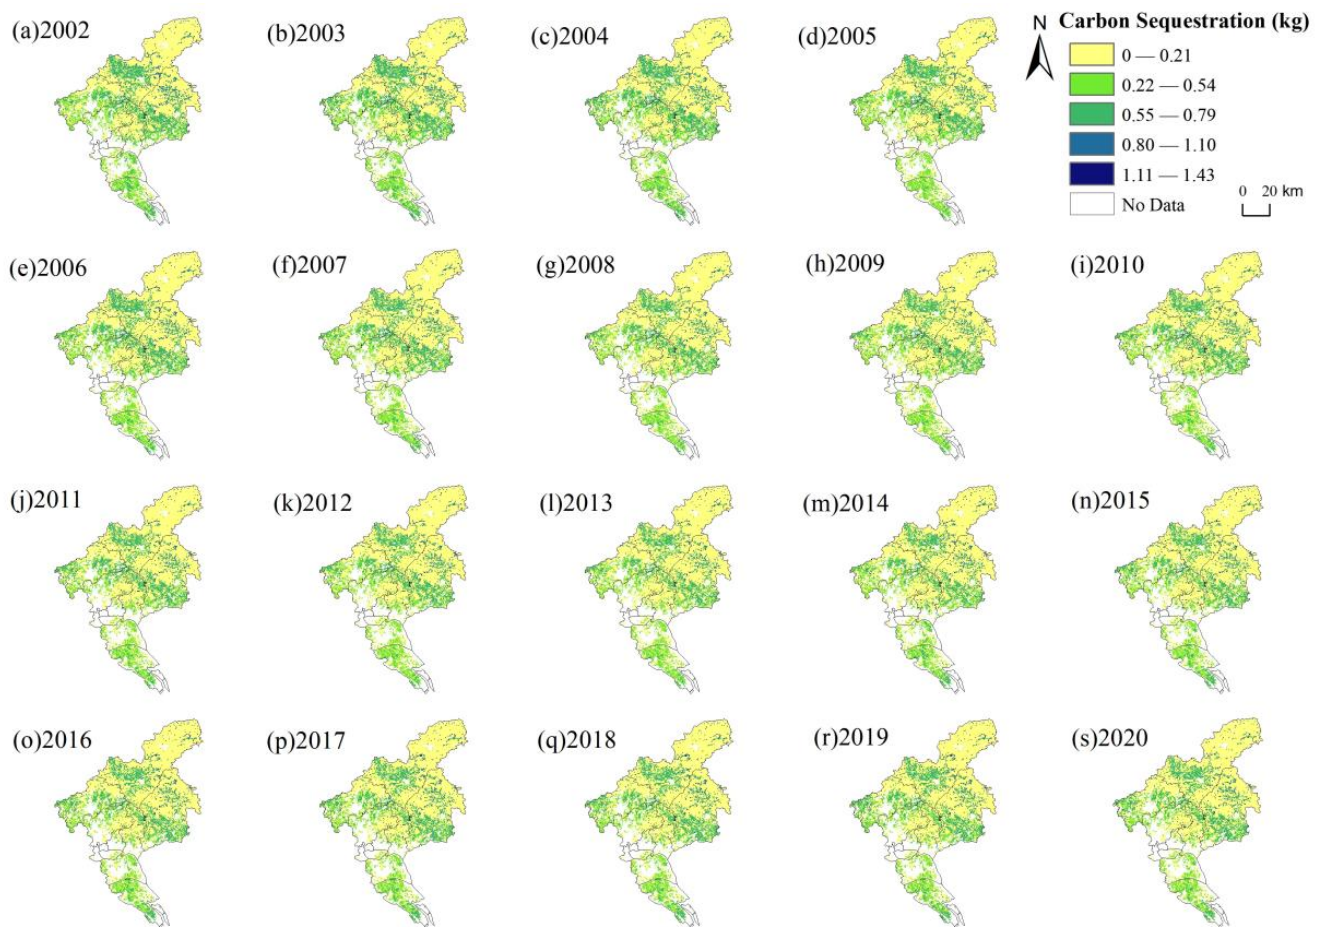 (a)2002
(b)2003
(c)2004
(d)2005
N
Carbon Sequestration (kg)
0 — 0.21
0.22 — 0.54
0.55 — 0.79
0.80 — 1.10
1.11 — 1.43
No Data
0 20 km
(e)2006
(f)2007
(g)2008
(h)2009
(i)2010
(j)2011
(k)2012
(l)2013
(m)2014
(n)2015
(o)2016
(p)2017
(q)2018
(r)2019
(s)2020